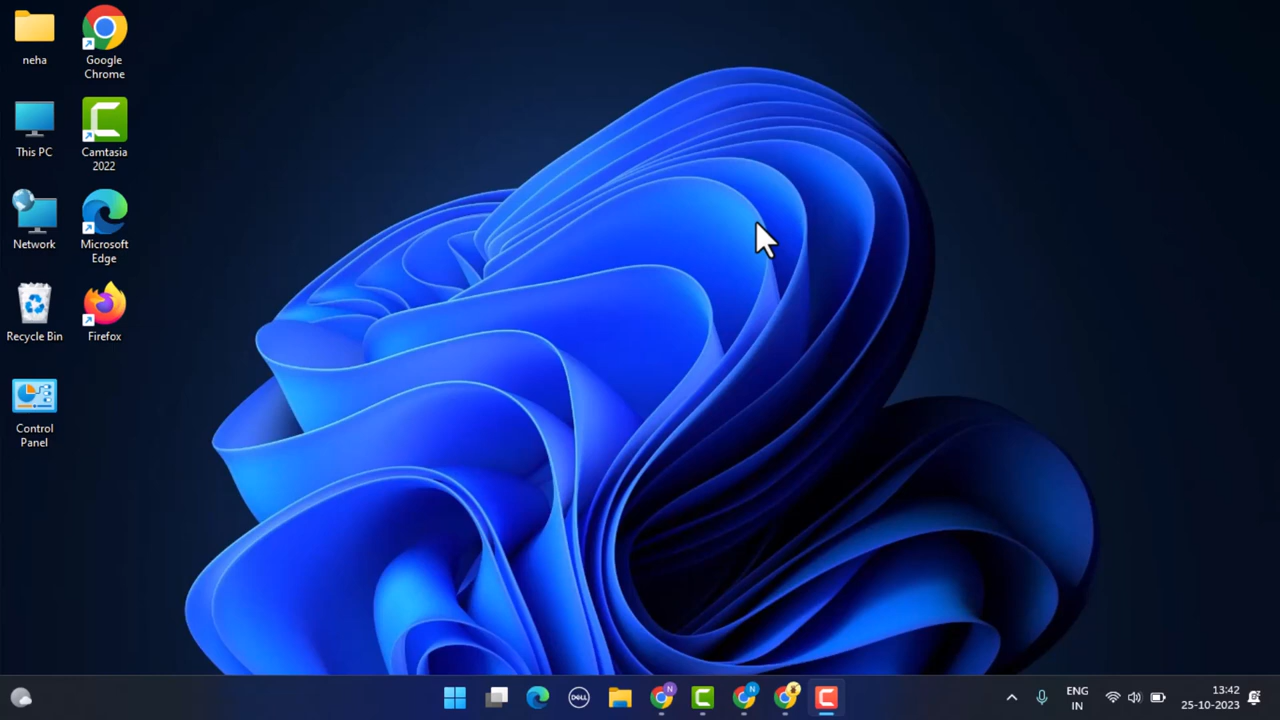 neha
Google
Chrome
This PC
Camtasia
2022
Network
Microsoft
Edge
Recycle Bin
Firefox
Control
Panel
DELL
N
N
ENG
IN
13:42
25-10-2023